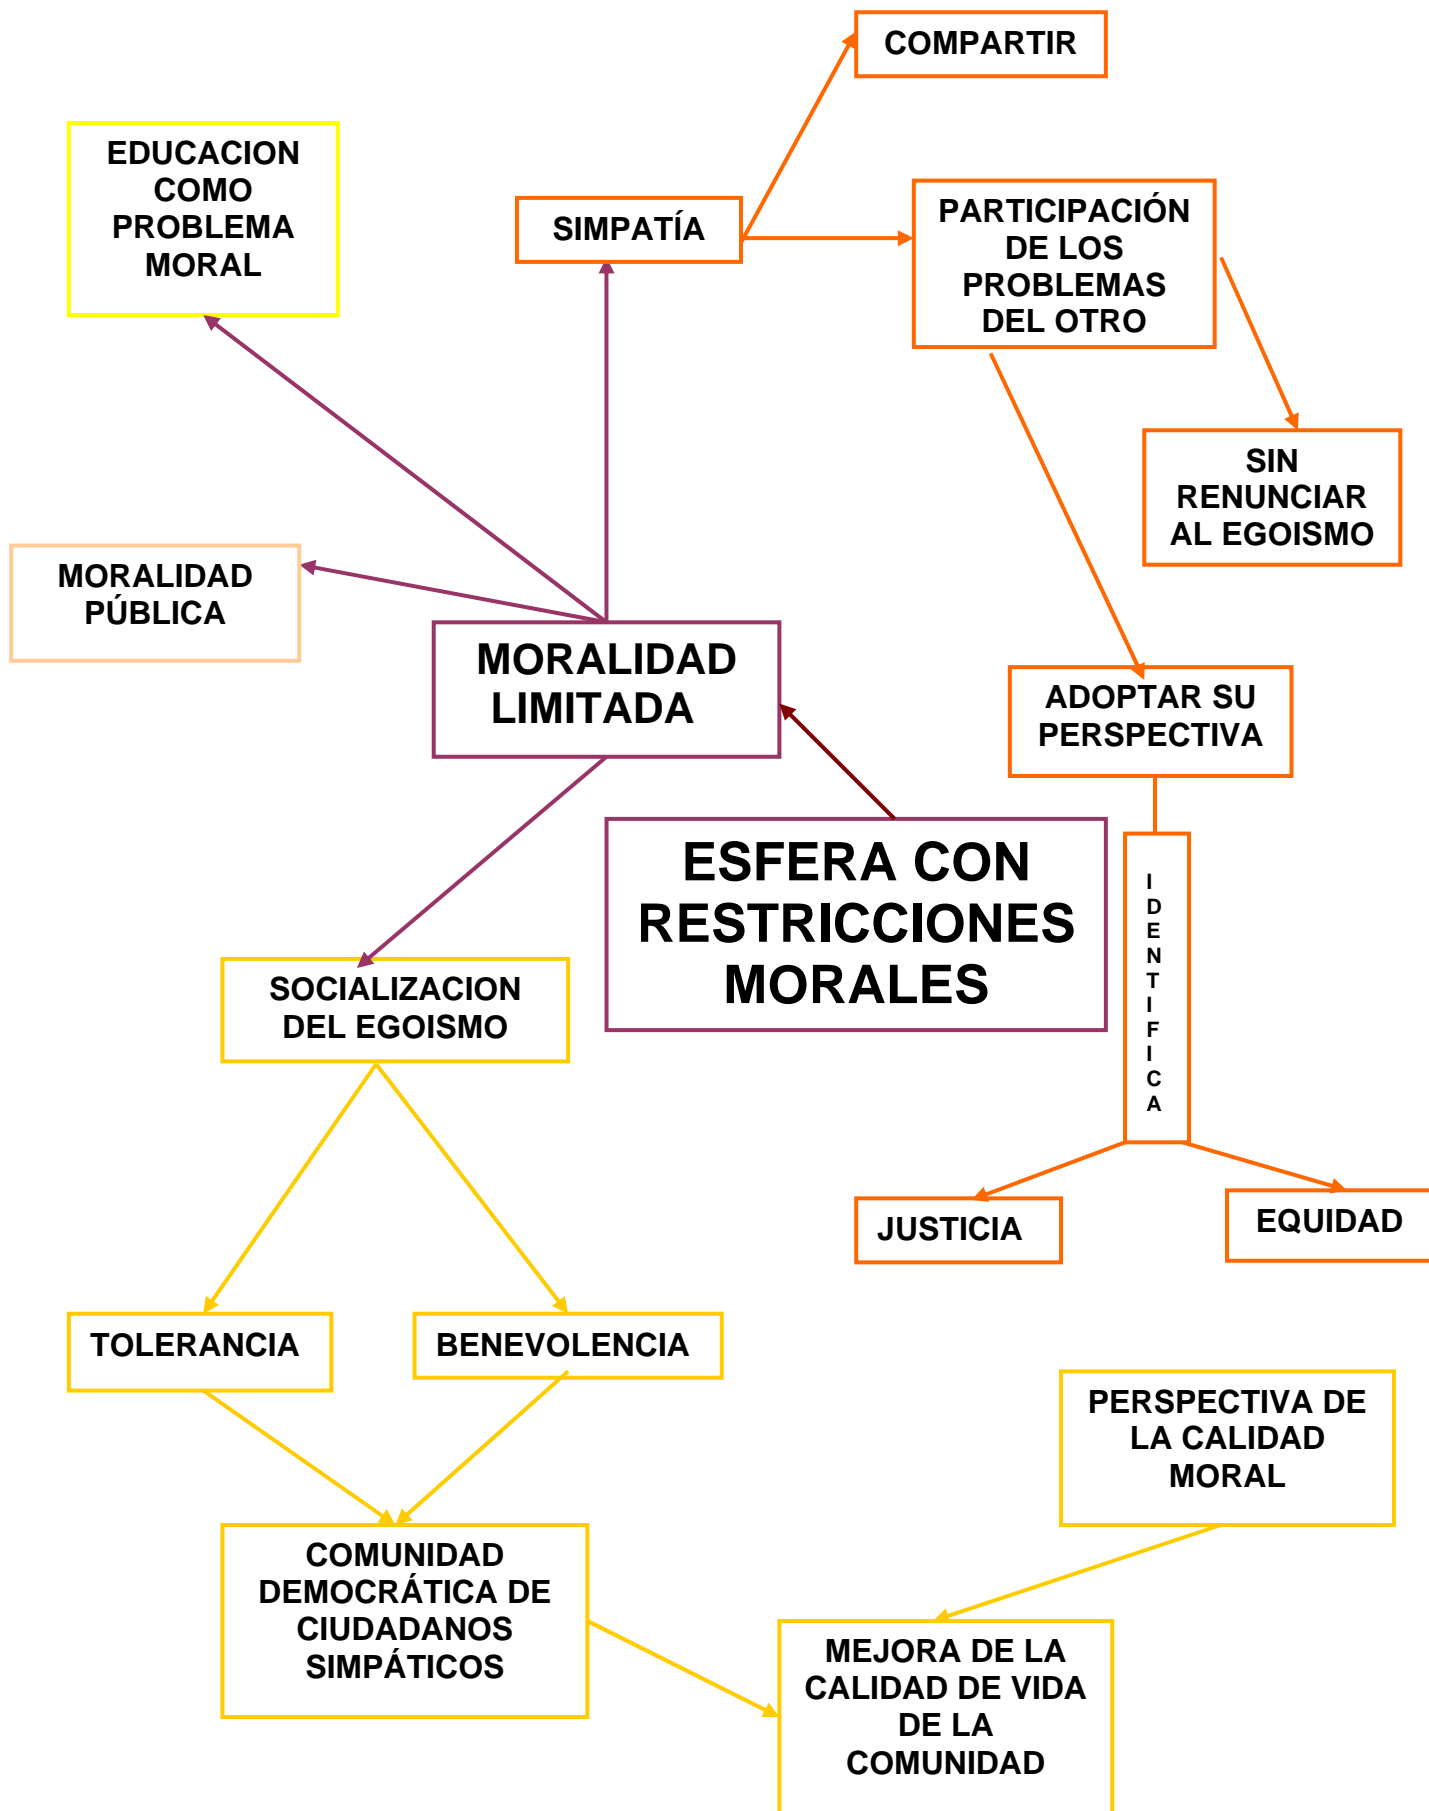 COMPARTIR
EDUCACION
COMO
PROBLEMA
MORAL
SIMPATÍA
PARTICIPACIÓN
DE LOS
PROBLEMAS
DEL OTRO
SIN
RENUNCIAR
AL EGOISMO
MORALIDAD
PÚBLICA
MORALIDAD
LIMITADA
ADOPTAR SU
PERSPECTIVA
ESFERA CON
RESTRICCIONES
MORALES
IDENTIFICA
SOCIALIZACION
DEL EGOISMO
JUSTICIA
EQUIDAD
TOLERANCIA
BENEVOLENCIA
PERSPECTIVA DE
LA CALIDAD
MORAL
COMUNIDAD
DEMOCRÁTICA DE
CIUDADANOS
SIMPÁTICOS
MEJORA DE LA
CALIDAD DE VIDA
DE LA
COMUNIDAD